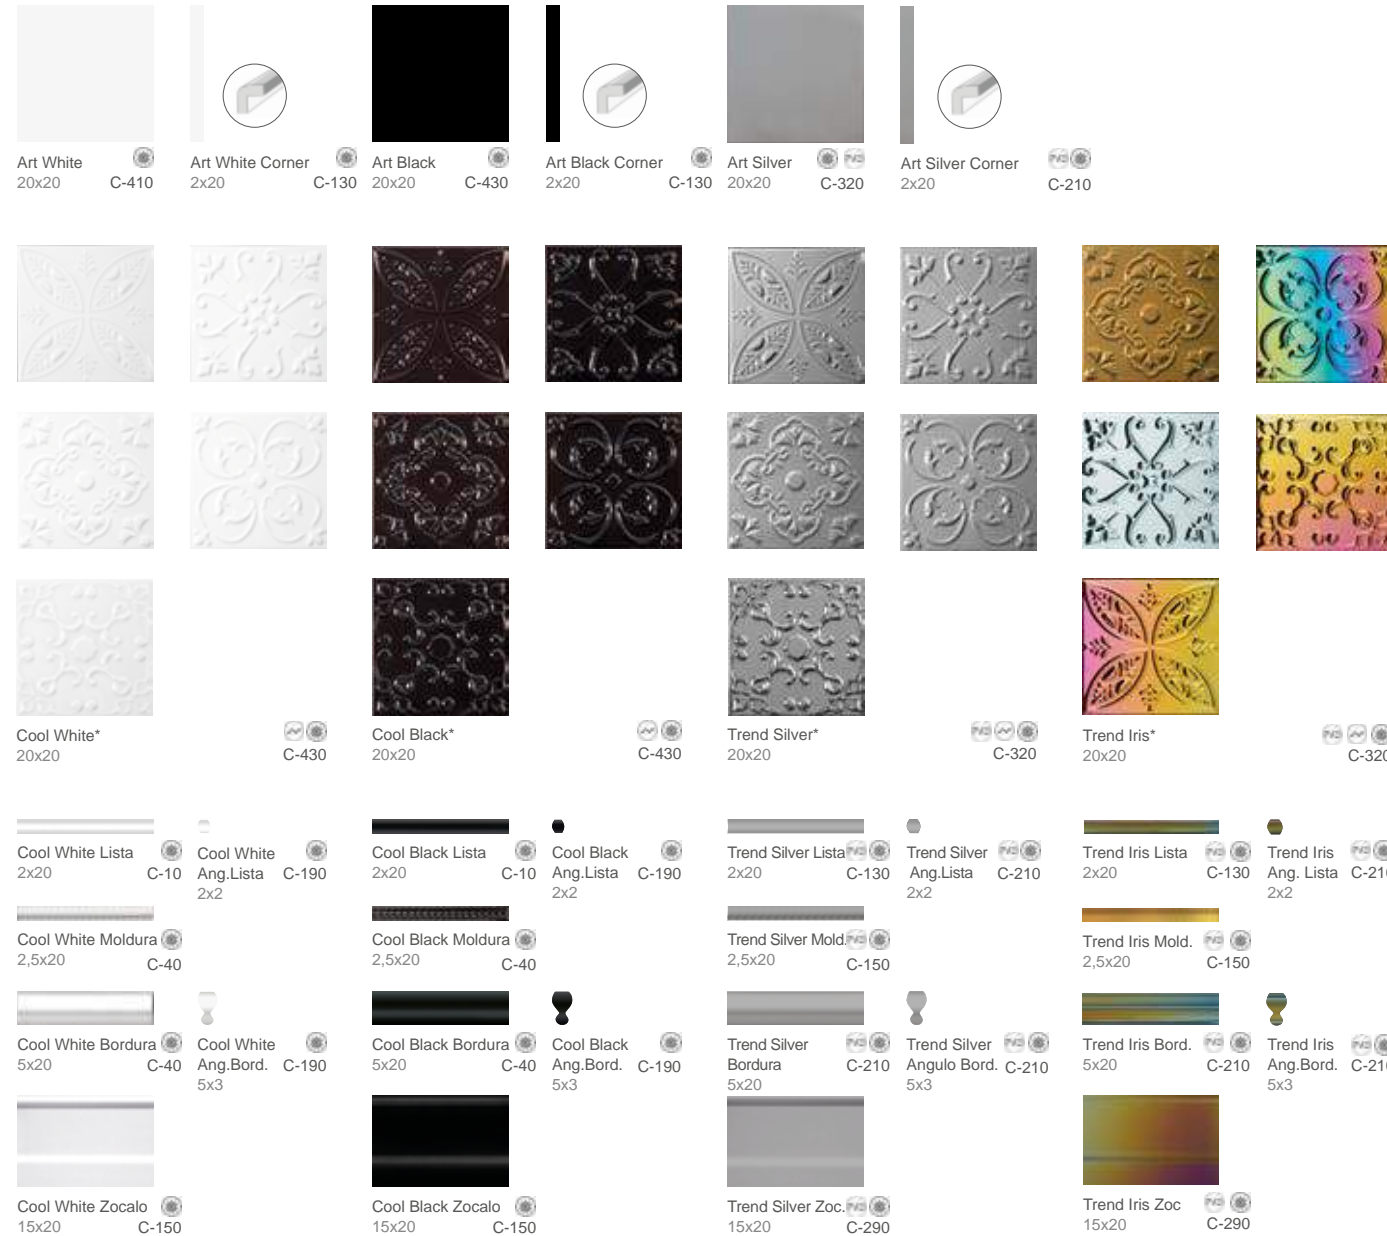 Art White
20x20 C-410
Art White Corner
2x20 C-130
Art Black
20x20 C-430
Art Black Corner
2x20 C-130
Art Silver
20x20 C-320
Art Silver Corner
2x20 C-210
Cool White*
20x20 C-430
Cool Black*
20x20 C-430
Trend Silver*
20x20 C-320
Trend Iris*
20x20 C-320
Cool White Lista
2x20 C-10
Cool White
Ang.Lista C-190
2x2
Cool Black Lista
2x20 C-10
Cool Black
Ang.Lista C-190
2x2
Trend Silver Lista
2x20 C-130
Trend Silver
Ang.Lista C-210
2x2
Trend Iris Lista
2x20 C-130
Trend Iris
Ang. Lista C-210
2x2
Cool White Moldura
2,5x20 C-40
Cool Black Moldura
2,5x20 C-40
Trend Silver Mold.
2,5x20 C-150
Trend Iris Mold.
2,5x20 C-150
Cool White Bordura
5x20 C-40
Cool White
Ang.Bord. C-190
5x3
Cool Black Bordura
5x20 C-40
Cool Black
Ang.Bord. C-190
5x3
Trend Silver
Bordura C-210
5x20
Trend Silver
Angulo Bord. C-210
5x3
Trend Iris Bord.
5x20 C-210
Trend Iris
Ang.Bord. C-210
5x3
Cool White Zocalo
15x20 C-150
Cool Black Zocalo
15x20 C-150
Trend Silver Zoc.
15x20 C-290
Trend Iris Zoc
15x20 C-290